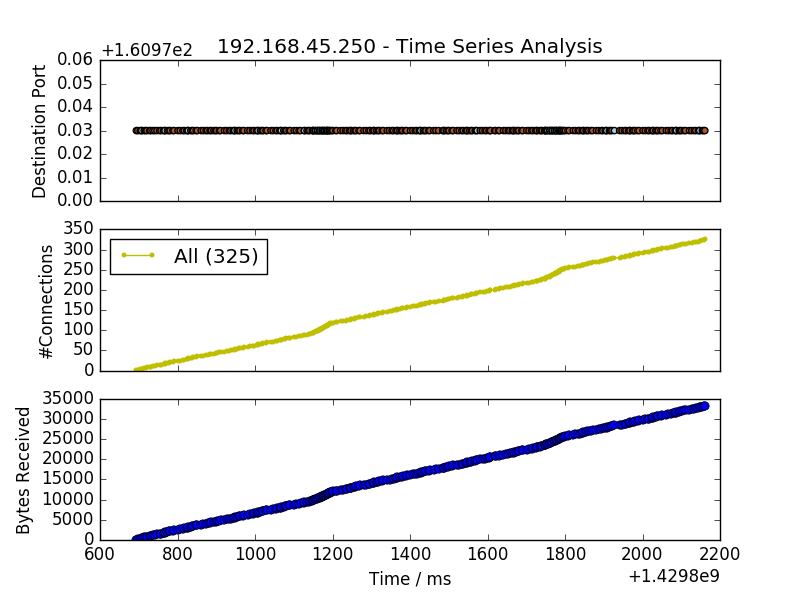 +1.6097e2
192.168.45.250 - Time Series Analysis
0.06
0.05
0.04
0.03
0.02
0.01
0.00
Destination Port
350
300
250
200
150
100
50
0
#Connections
All (325)
35000
30000
25000
20000
15000
10000
5000
0
Bytes Received
600 800 1000 1200 1400 1600 1800 2000 2200
Time / ms
+1.4298e9